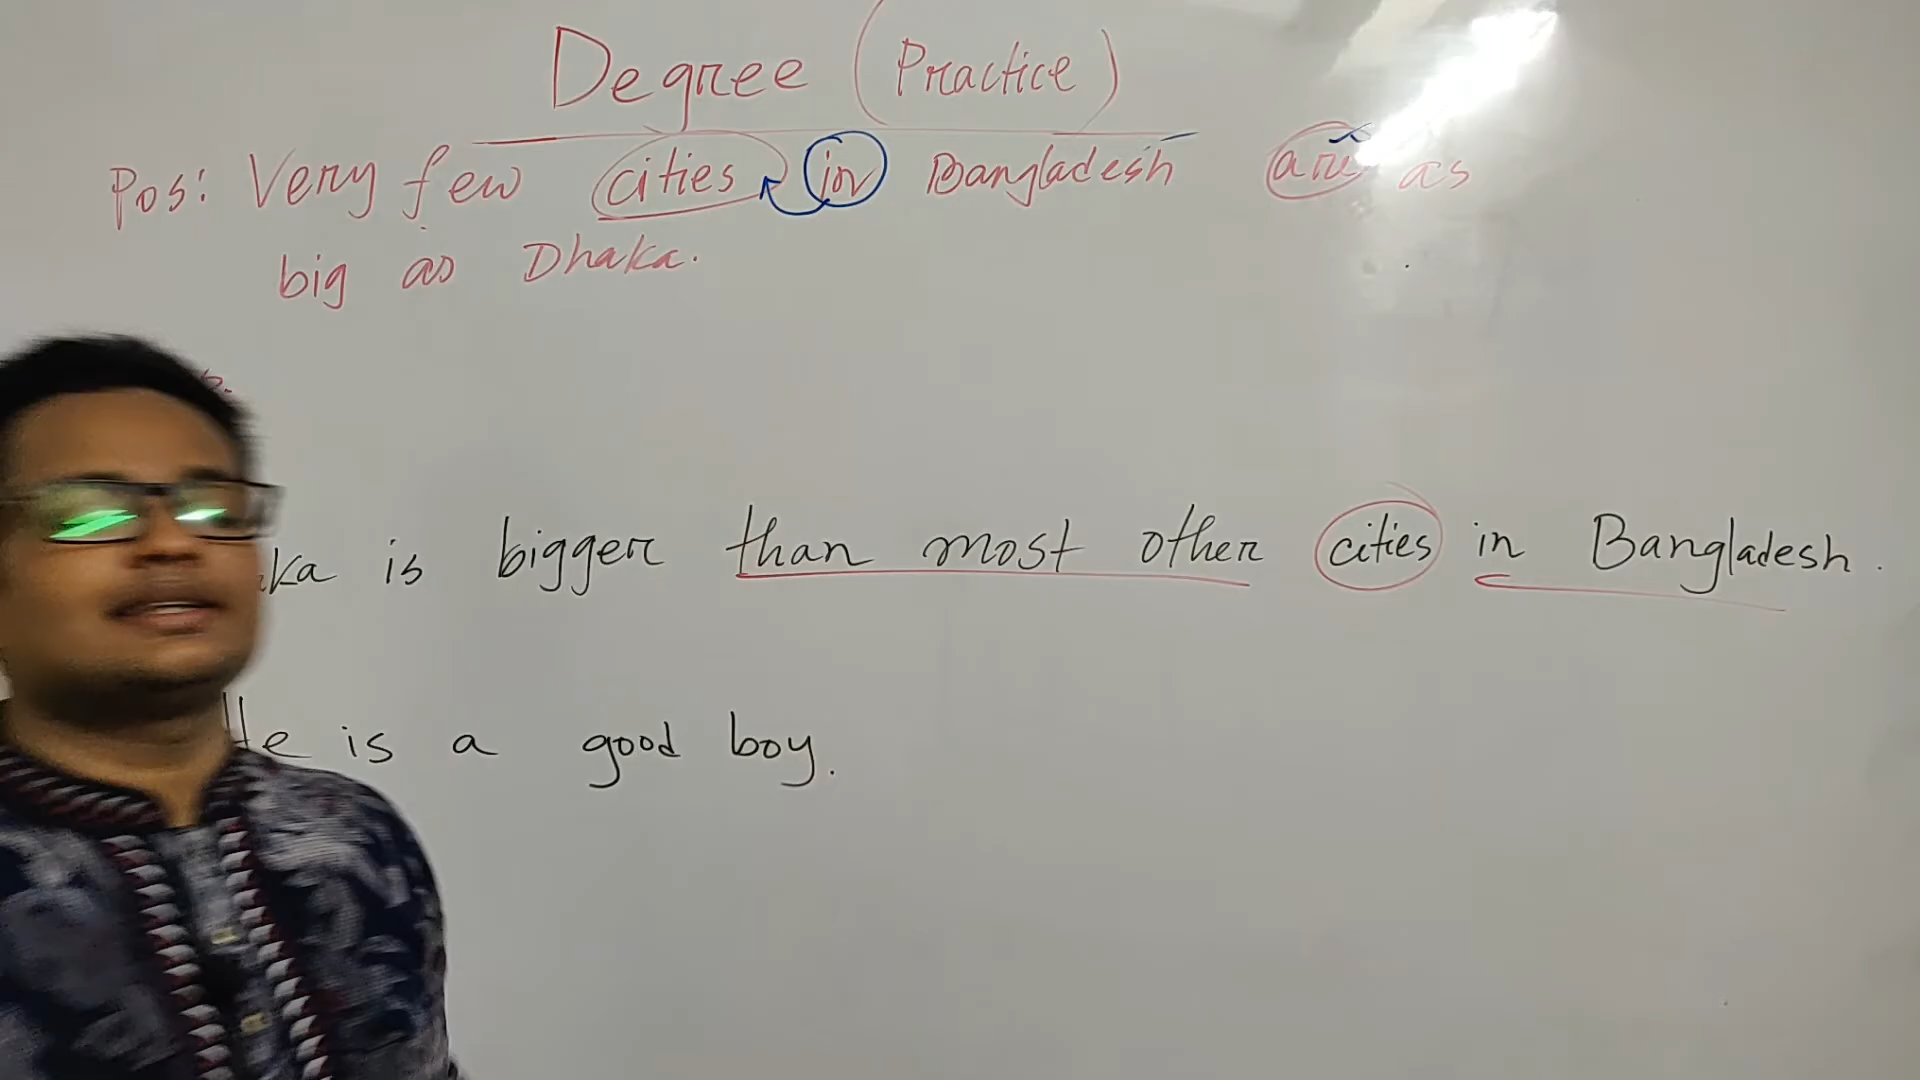 Degree (Practice)
Pos: Very few cities in Bangladesh are as
big as Dhaka.
is bigger than most other cities in Bangladesh.
He is a good boy.